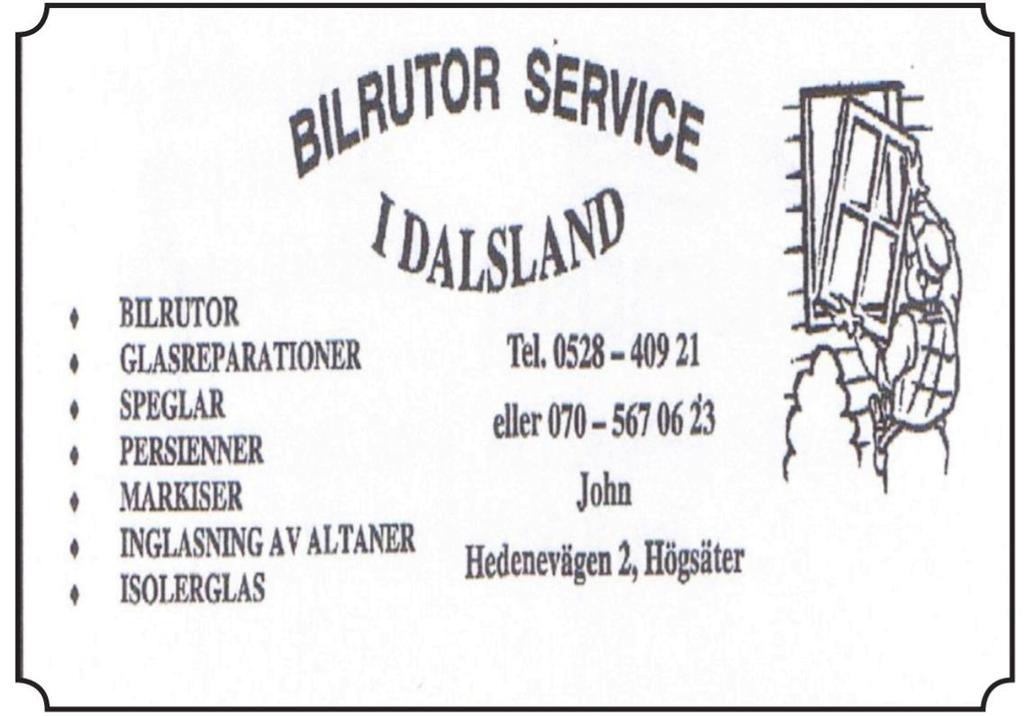 BILRUTOR SERVICE
I DALSLAND
BILRUTOR
GLASREPARATIONER
SPEGLAR
PERSIENNER
MARKISER
INGLASNING AV ALTANER
ISOLERGLAS
Tel. 0528 – 409 21
eller 070 – 567 06 23
John
Hedenevägen 2, Högsäter